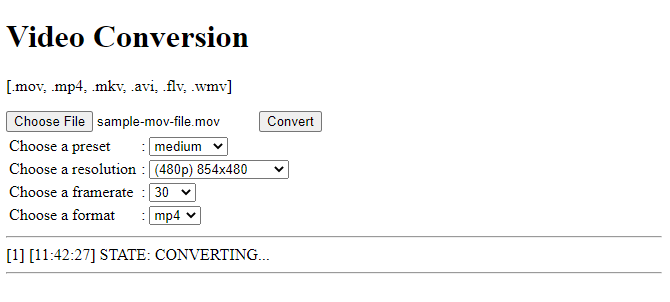 Video Conversion
[.mov, .mp4, .mkv, .avi, .flv, .wmv]
Choose File sample-mov-file.mov Convert
Choose a preset : medium
Choose a resolution : (480p) 854x480
Choose a framerate : 30
Choose a format : mp4
[1] [11:42:27] STATE: CONVERTING...